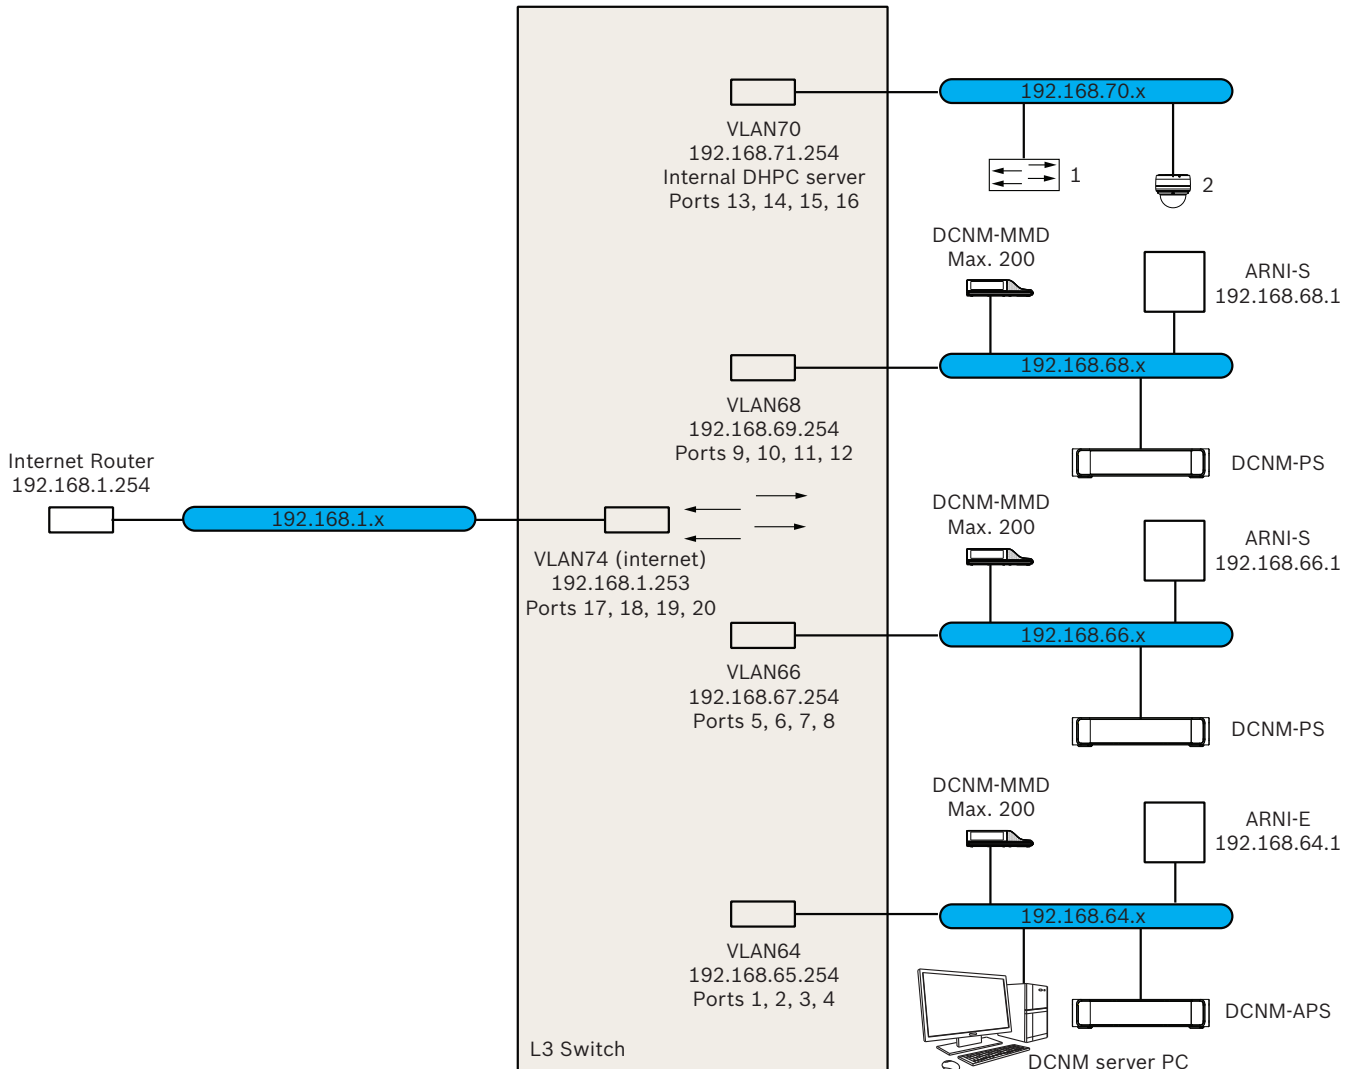 192.168.70.x
VLAN70
192.168.71.254
Internal DHPC server
Ports 13, 14, 15, 16
1
2
DCNM-MMD
Max. 200
ARNI-S
192.168.68.1
192.168.68.x
VLAN68
192.168.69.254
Ports 9, 10, 11, 12
DCNM-PS
Internet Router
192.168.1.254
192.168.1.x
VLAN74 (internet)
192.168.1.253
Ports 17, 18, 19, 20
DCNM-MMD
Max. 200
ARNI-S
192.168.66.1
192.168.66.x
VLAN66
192.168.67.254
Ports 5, 6, 7, 8
DCNM-PS
DCNM-MMD
Max. 200
ARNI-E
192.168.64.1
192.168.64.x
VLAN64
192.168.65.254
Ports 1, 2, 3, 4
DCNM-APS
L3 Switch
DCNM server PC